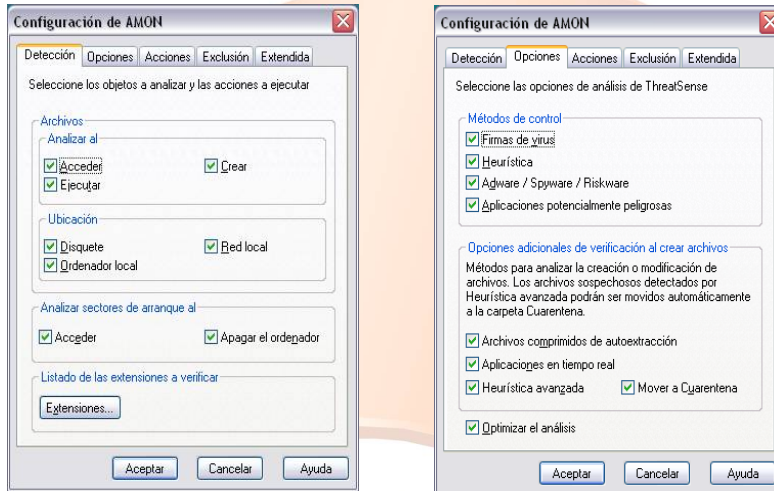 Configuración de AMON
Detección Opciones Acciones Exclusión Extendida
Seleccione los objetos a analizar y las acciones a ejecutar
Archivos
Analizar al
Acceder
Crear
Ejecutar
Ubicación
Disquete
Red local
Ordenador local
Analizar sectores de arranque al
Acceder
Apagar el ordenador
Listado de las extensiones a verificar
Extensiones...
Aceptar Cancelar Ayuda
Configuración de AMON
Detección Opciones Acciones Exclusión Extendida
Seleccione las opciones de análisis de ThreatSense
Métodos de control
Firmas de virus
Heurística
Adware / Spyware / Riskware
Aplicaciones potencialmente peligrosas
Opciones adicionales de verificación al crear archivos
Métodos para analizar la creación o modificación de
archivos. Los archivos sospechosos detectados por
Heurística avanzada podrán ser movidos automáticamente
a la carpeta Cuarentena.
Archivos comprimidos de autoextracción
Aplicaciones en tiempo real
Heurística avanzada
Mover a Cuarentena
Optimizar el análisis
Aceptar Cancelar Ayuda